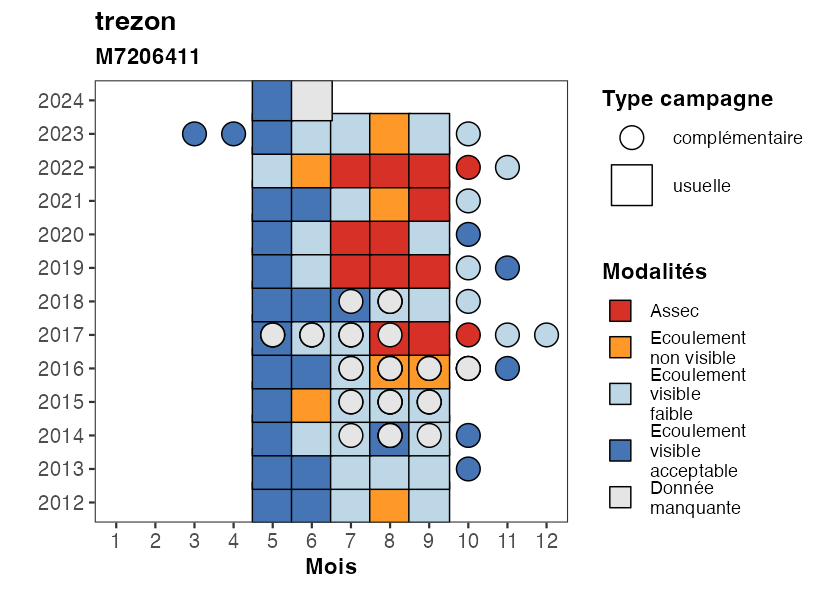 trezon
M7206411
2024
2023
2022
2021
2020
2019
2018
2017
2016
2015
2014
2013
2012
1 2 3 4 5 6 7 8 9 10 11 12
Mois
Type campagne
complémentaire
usuelle
Modalités
Assec
Ecoulement
non visible
Ecoulement
visible
faible
Ecoulement
visible
acceptable
Donnée
manquante